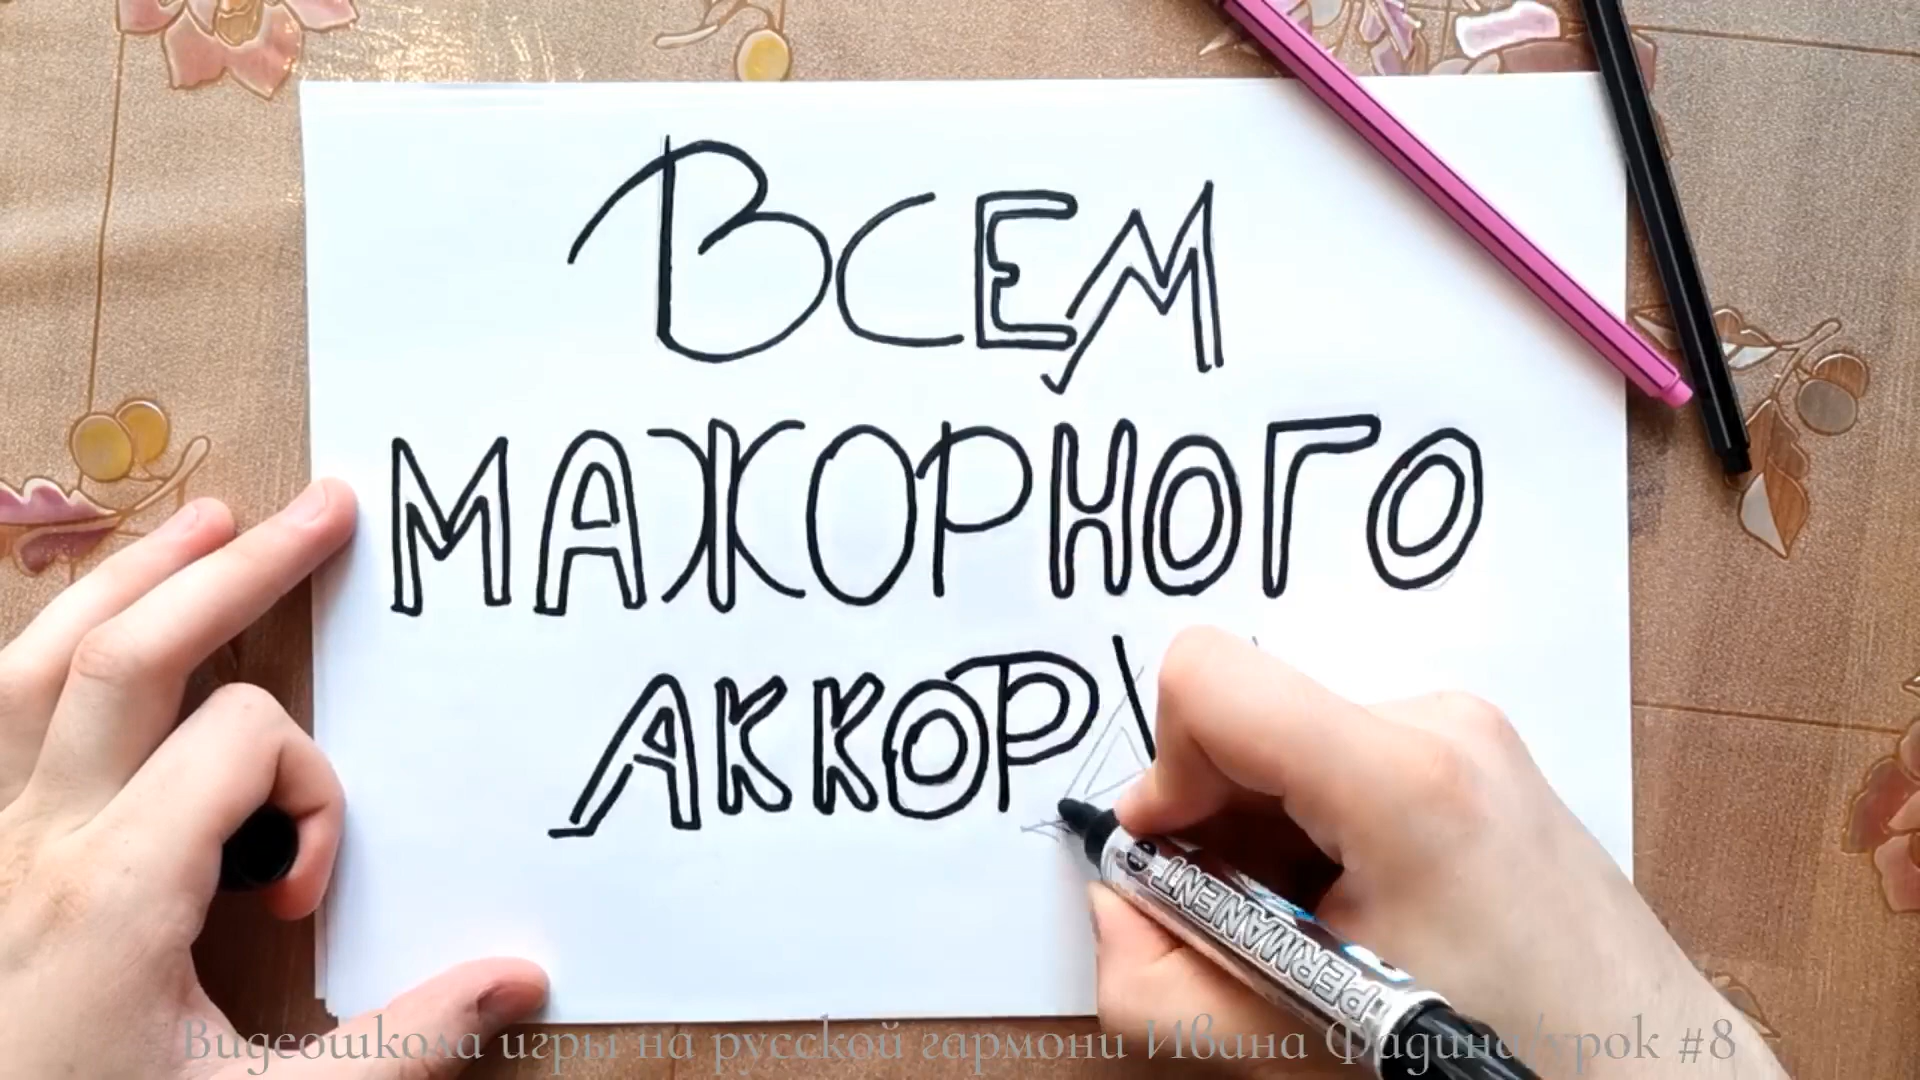 ВСЕМ
МАЖОРНОГО
АККОР
PERMANENT
Видеошкола игры на русской гармони Ивана Фадина/урок #8